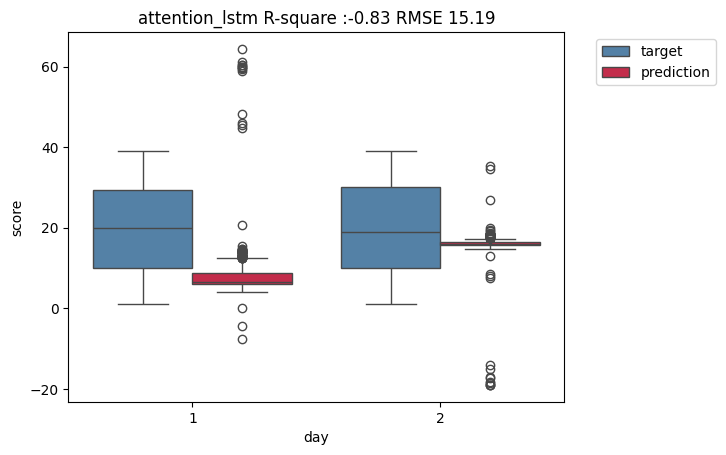 attention_lstm R-square :-0.83 RMSE 15.19
target
prediction
60
40
20
0
−20
score
1
2
day